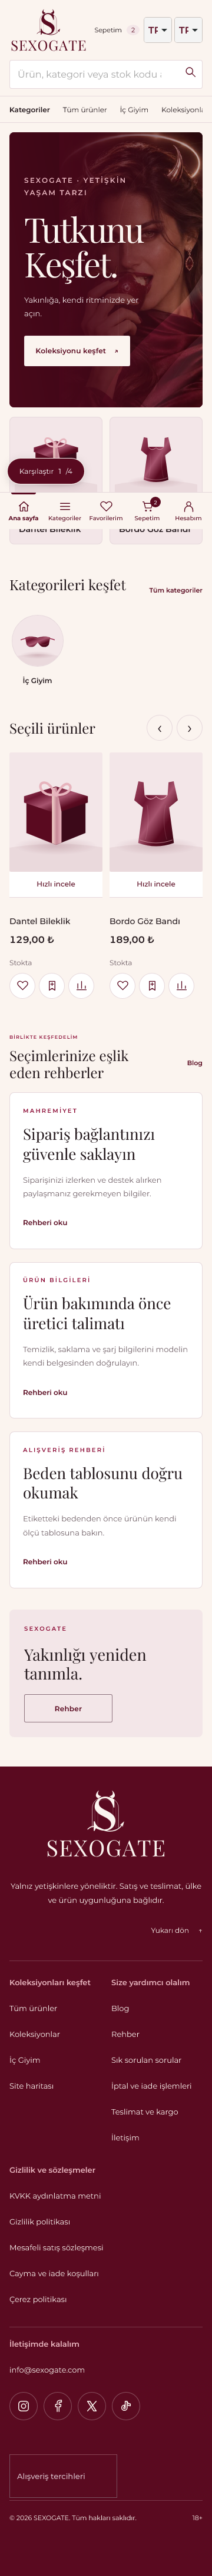 SEXOGATE
Sepetim 2
TR
TR
Ürün, kategori veya stok kodu a
Kategoriler Tüm ürünler İç Giyim Koleksiyonla
SEXOGATE · YETİŞKİN
YAŞAM TARZI
Tutkunu
Keşfet.
Yakınlığa, kendi ritminizde yer
açın.
Koleksiyonu keşfet
Karşılaştır 1 /4
Ana sayfa Kategoriler Favorilerim Sepetim 2 Hesabım
Dantel Bileklik Bordo Göz Bandı
Kategorileri keşfet
Tüm kategoriler
İç Giyim
Seçili ürünler
Hızlı incele Hızlı incele
Dantel Bileklik Bordo Göz Bandı
129,00 ₺ 189,00 ₺
Stokta Stokta
BİRLİKTE KEŞFEDELİM
Seçimlerinize eşlik
eden rehberler
Blog
MAHREMİYET
Sipariş bağlantınızı
güvenle saklayın
Siparişinizi izlerken ve destek alırken
paylaşmanız gerekmeyen bilgiler.
Rehberi oku
ÜRÜN BİLGİLERİ
Ürün bakımında önce
üretici talimatı
Temizlik, saklama ve şarj bilgilerini modelin
kendi belgesinden doğrulayın.
Rehberi oku
ALIŞVERİŞ REHBERİ
Beden tablosunu doğru
okumak
Etiketteki bedenden önce ürünün kendi
ölçü tablosuna bakın.
Rehberi oku
SEXOGATE
Yakınlığı yeniden
tanımla.
Rehber
SEXOGATE
Yalnız yetişkinlere yöneliktir. Satış ve teslimat, ülke
ve ürün uygunluğuna bağlıdır.
Yukarı dön ↑
Koleksiyonları keşfet
Tüm ürünler
Koleksiyonlar
İç Giyim
Site haritası
Size yardımcı olalım
Blog
Rehber
Sık sorulan sorular
İptal ve iade işlemleri
Teslimat ve kargo
İletişim
Gizlilik ve sözleşmeler
KVKK aydınlatma metni
Gizlilik politikası
Mesafeli satış sözleşmesi
Cayma ve iade koşulları
Çerez politikası
İletişimde kalalım
info@sexogate.com
Alışveriş tercihleri
© 2026 SEXOGATE. Tüm hakları saklıdır. 18+